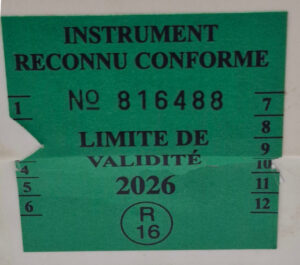 INSTRUMENT
RECONNU CONFORME
No 816488
1 7
8
LIMITE DE
9
VALIDITÉ
4 10
5 2026 11
6 12
R
16